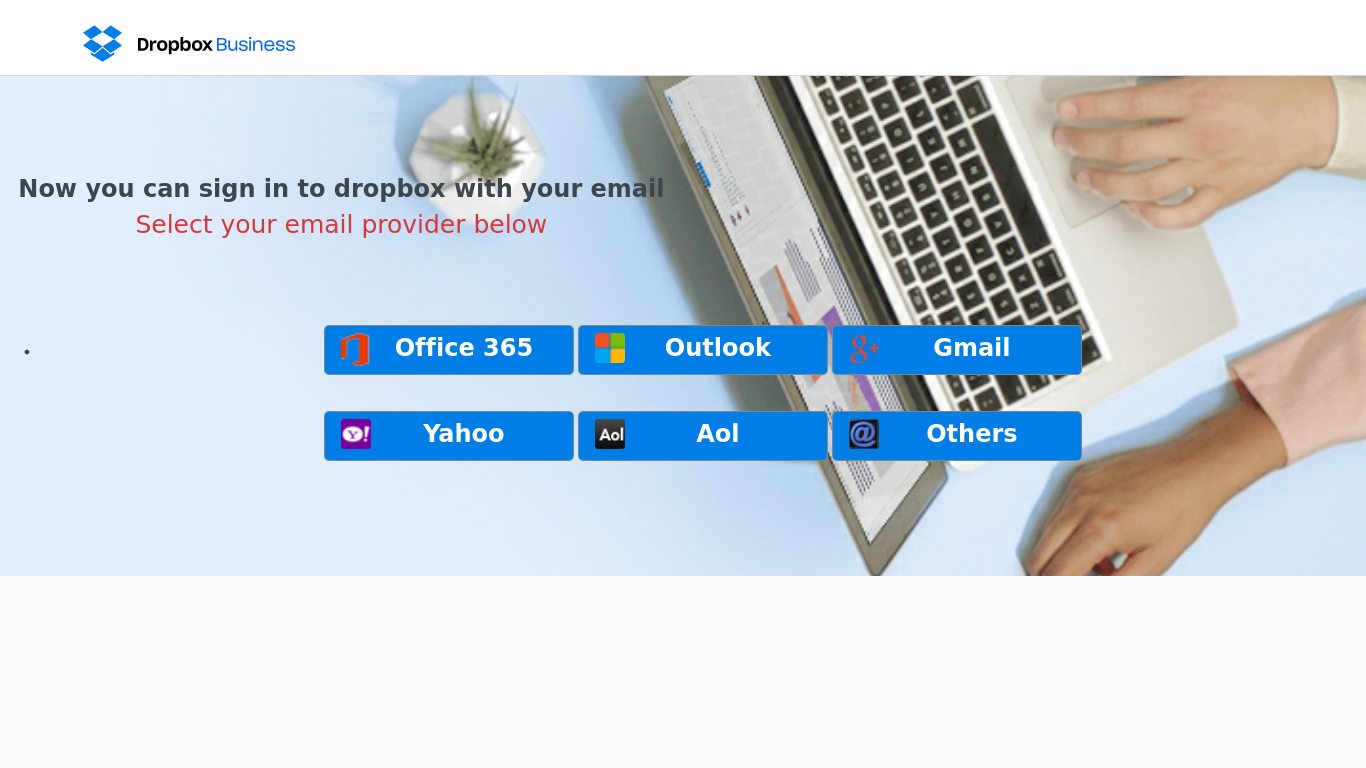 Dropbox Business
Now you can sign in to dropbox with your email
Select your email provider below
Office 365
Outlook
g+ Gmail
Y! Yahoo
Aol Aol
@ Others